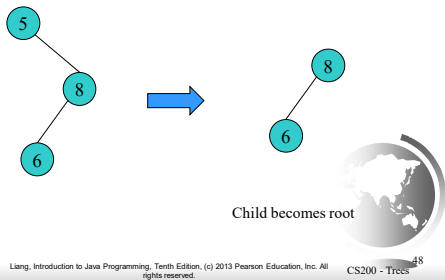 5
8
8
6
6
Child becomes root
Liang, Introduction to Java Programming, Tenth Edition, (c) 2013 Pearson Education, Inc. All
rights reserved.
CS200 - Trees
48